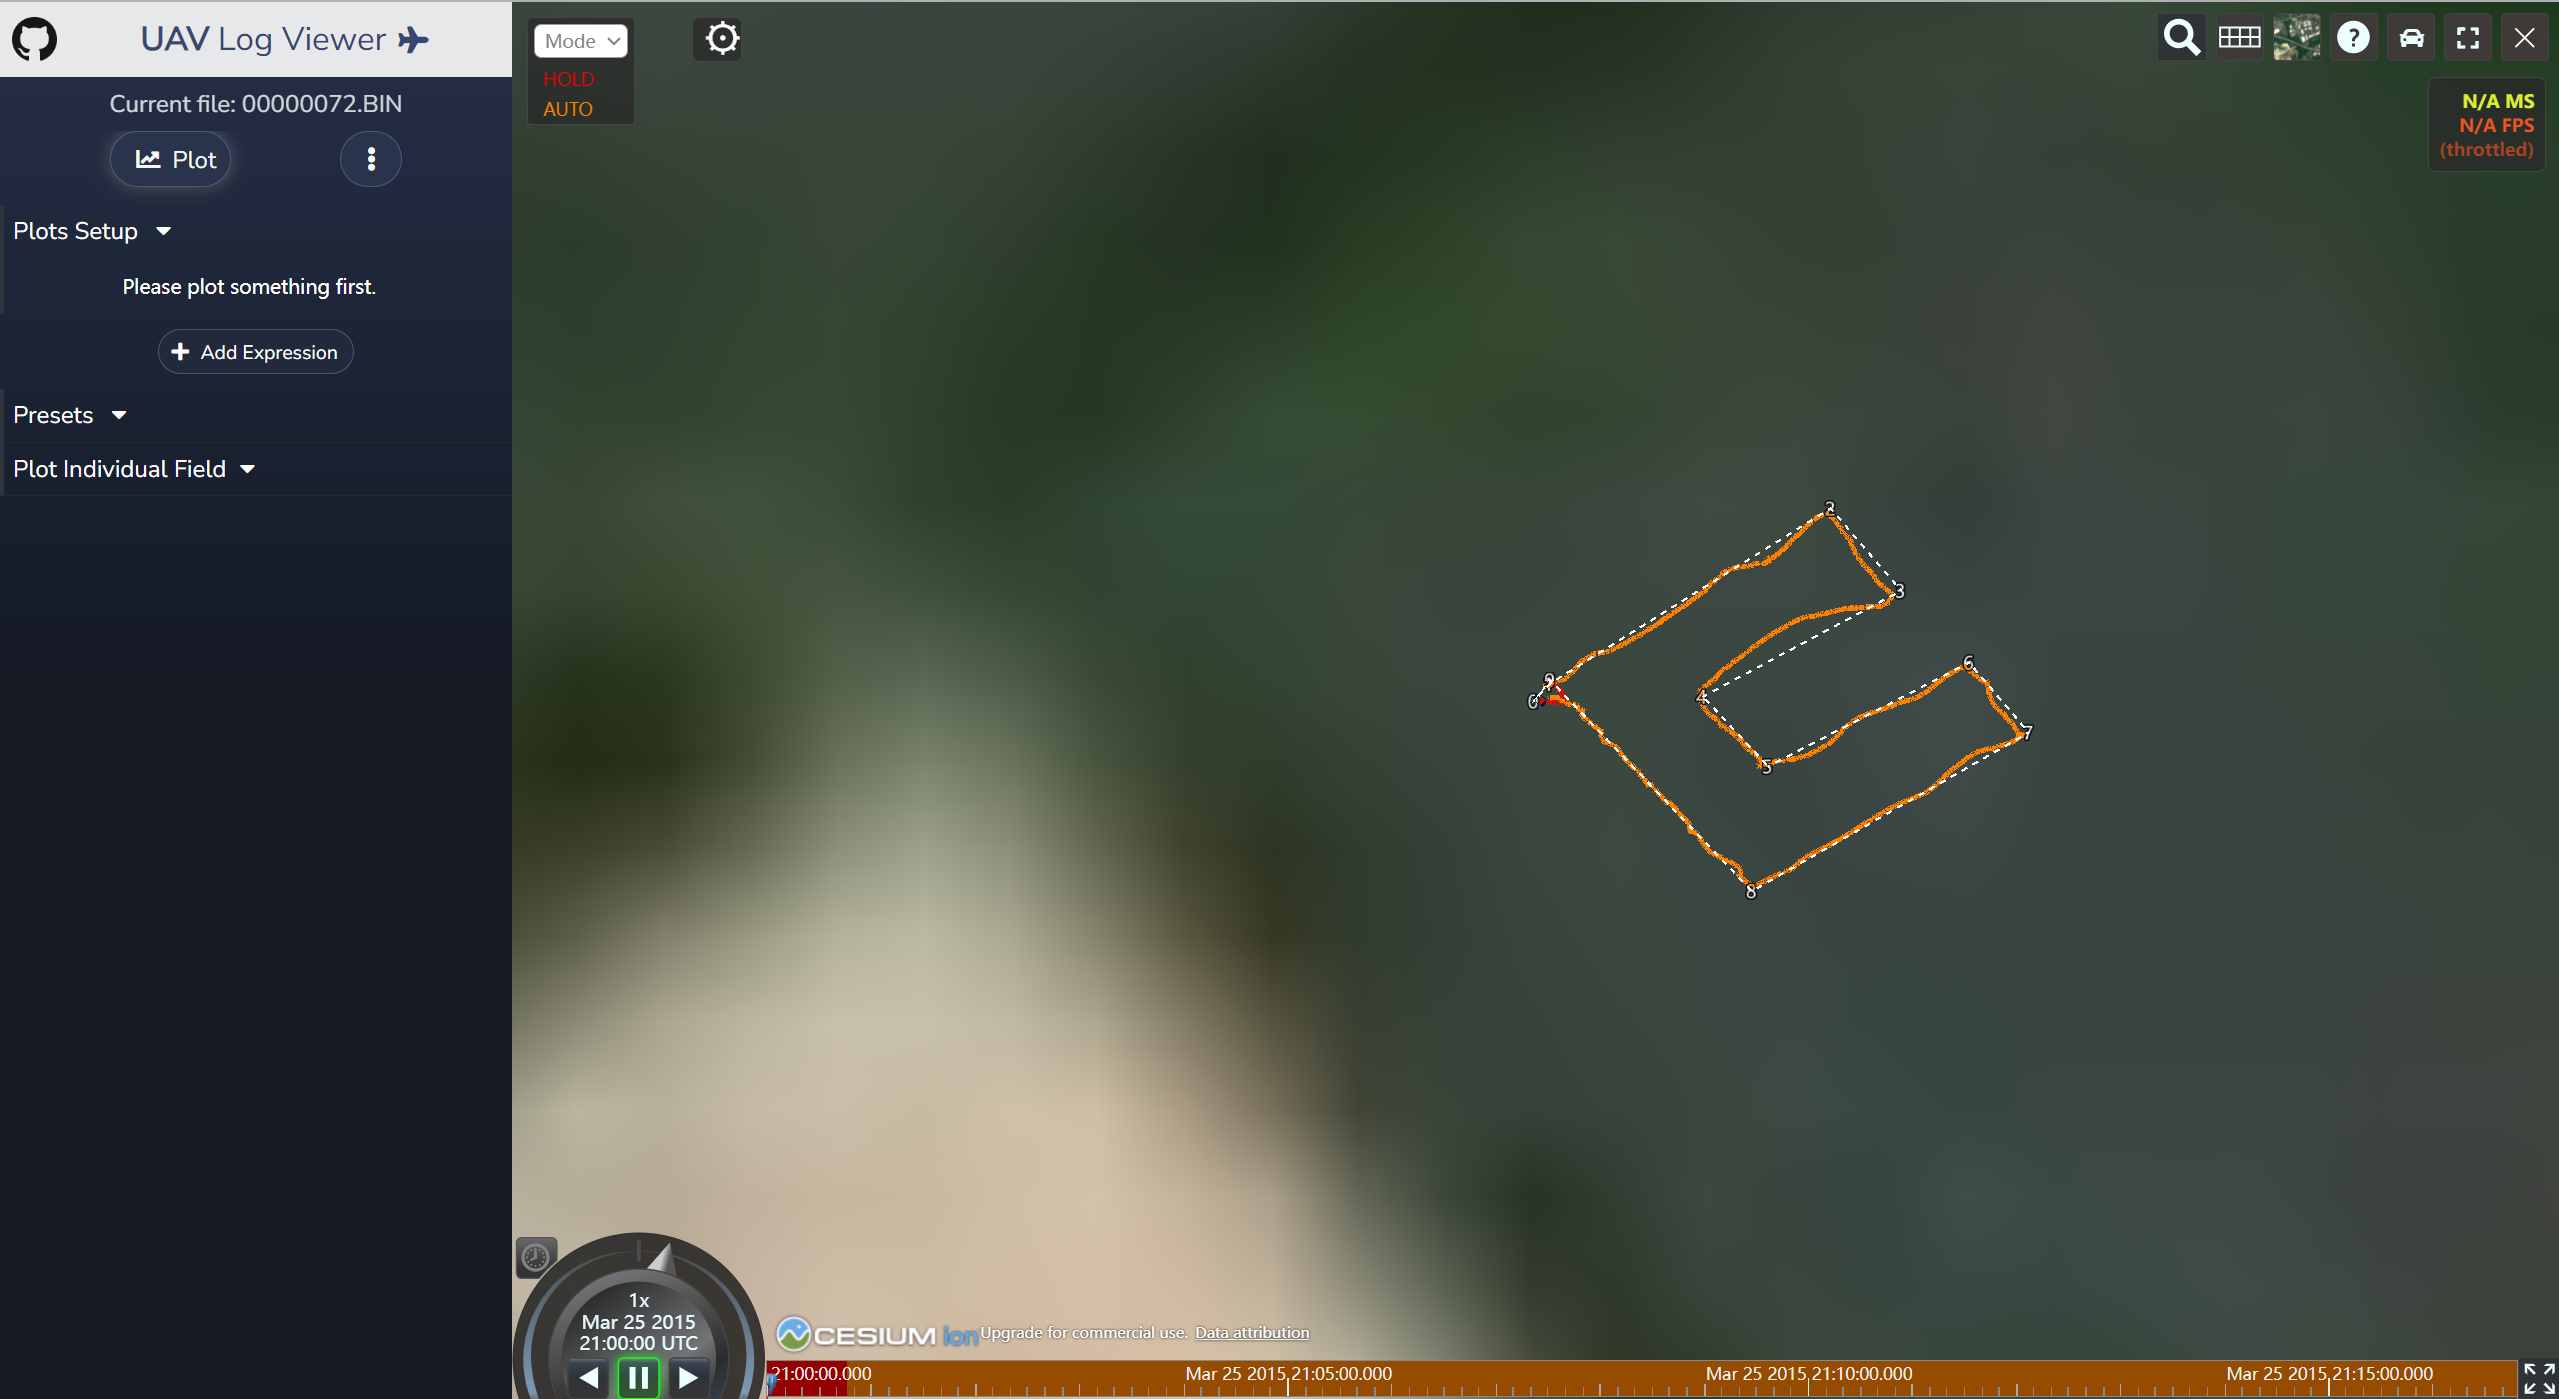 UAV Log Viewer
Current file: 00000072.BIN
Plot
Plots Setup
Please plot something first.
Add Expression
Presets
Plot Individual Field
Mode
HOLD
AUTO
?
N/A MS
N/A FPS
(throttled)
2
3
6
0
4
7
5
8
1x
Mar 25 2015
21:00:00 UTC
CESIUM ion Upgrade for commercial use. Data attribution
21:00:00.000 Mar 25 2015 21:05:00.000 Mar 25 2015 21:10:00.000 Mar 25 2015 21:15:00.000